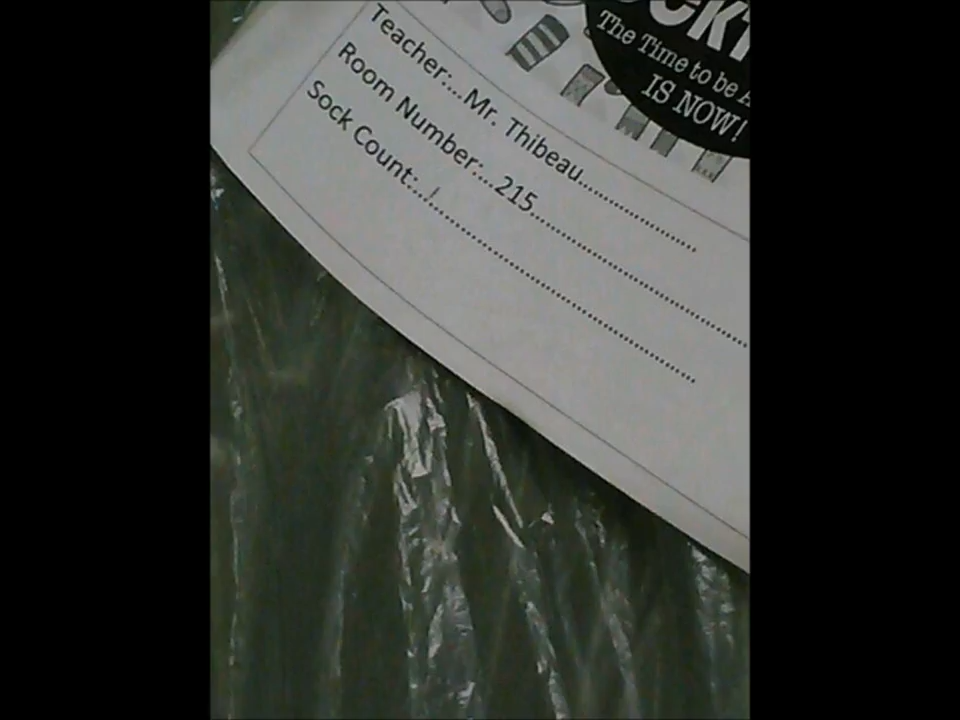 The Time to be A
IS NOW!
Teacher:...Mr. Thibeau....................
Room Number:...215....................................
Sock Count:.../.............................................